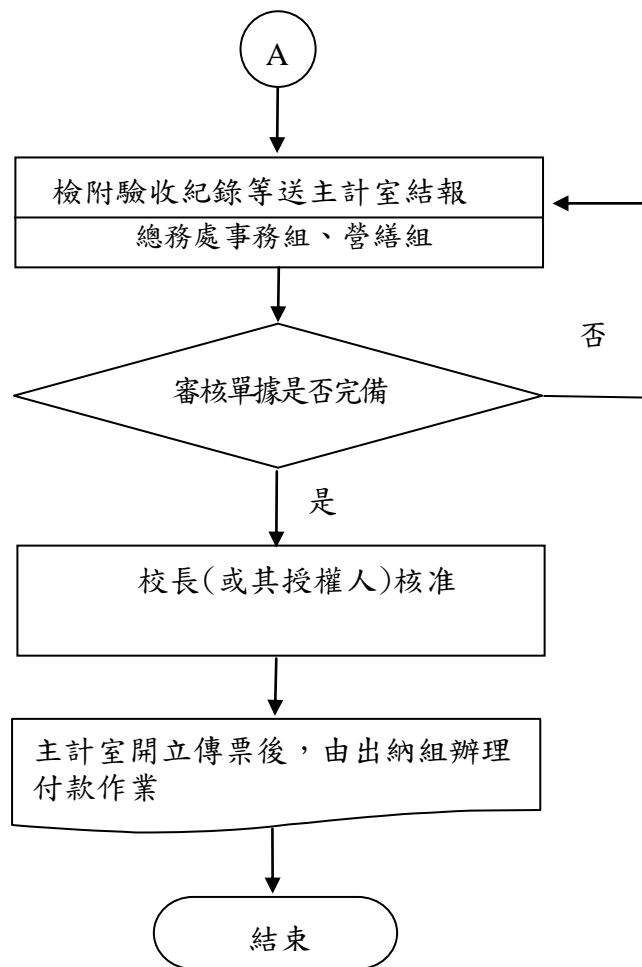 A
檢附驗收紀錄等送主計室結報
總務處事務組、營繕組
否
審核單據是否完備
是
校長(或其授權人)核准
主計室開立傳票後，由出納組辦理
付款作業
結束